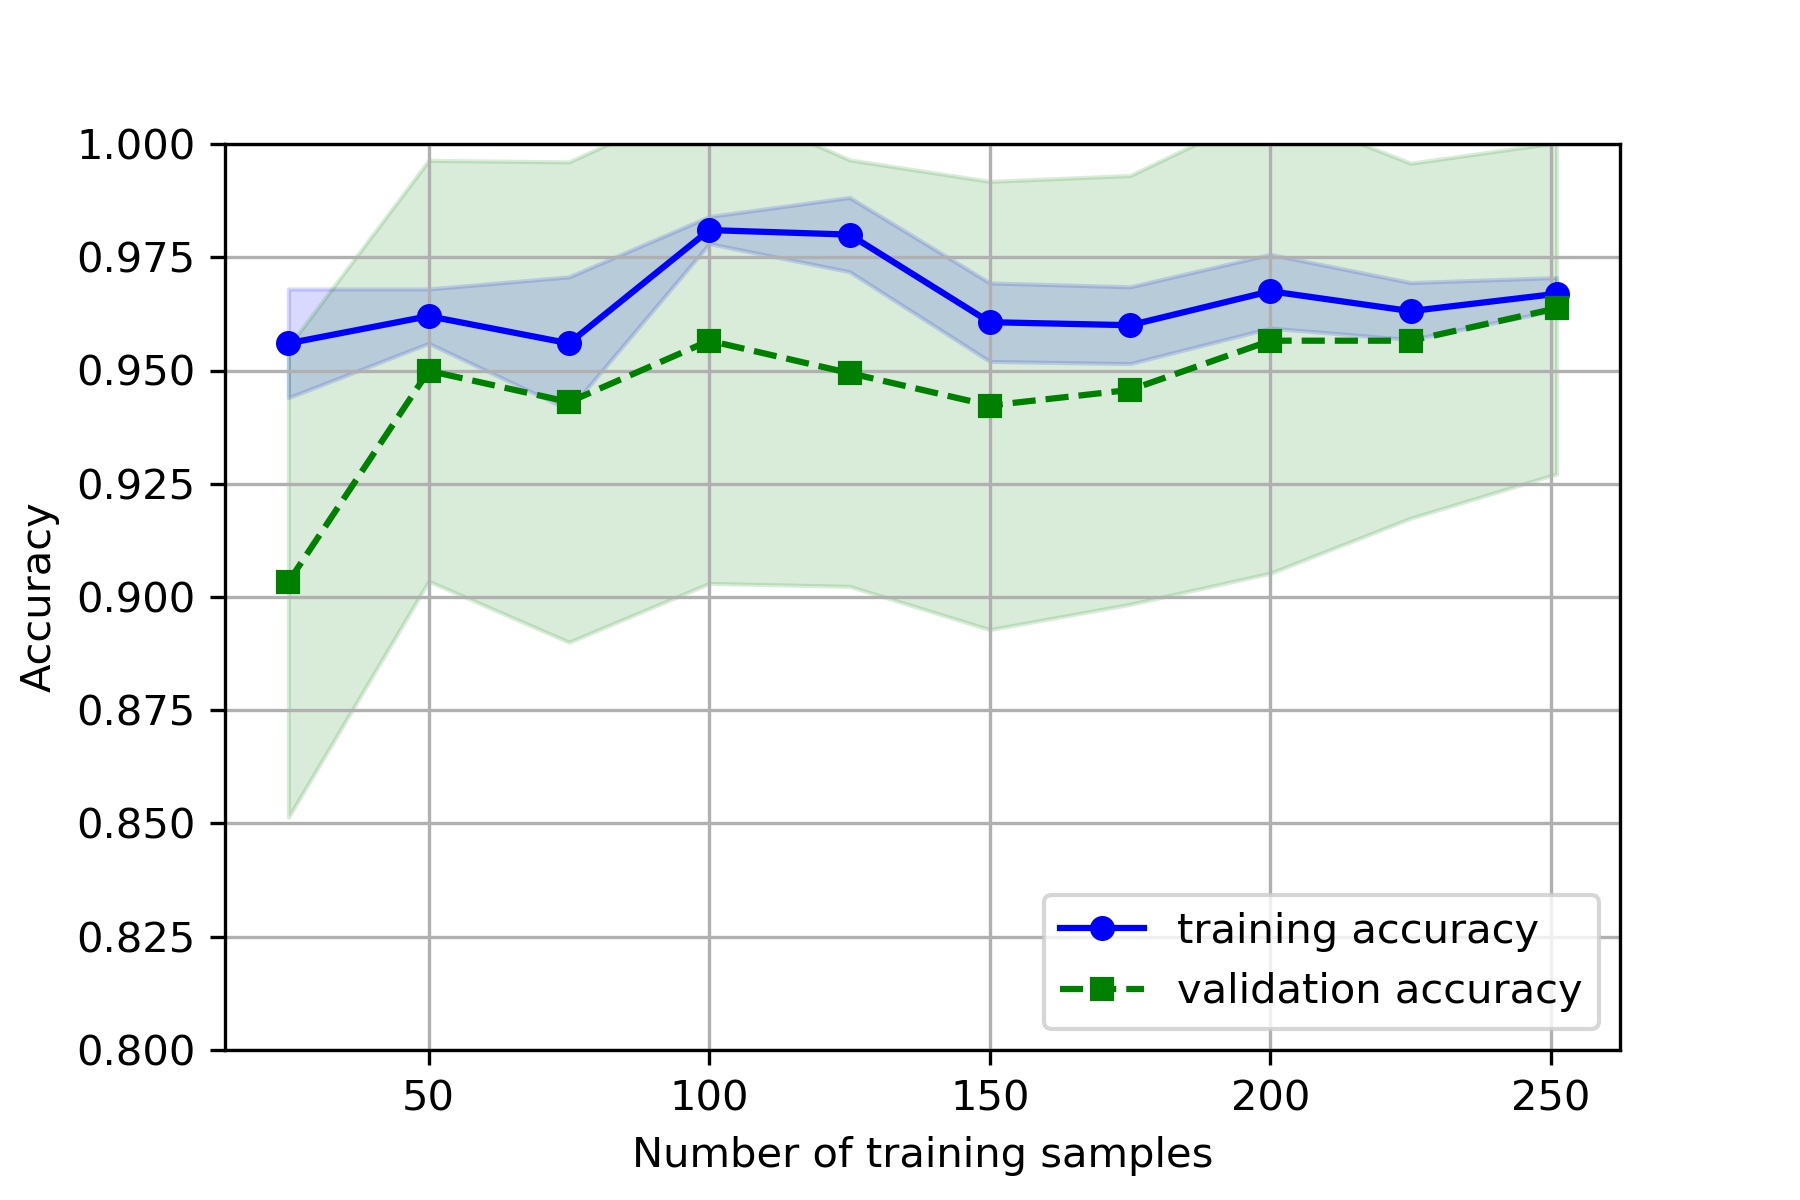 1.000
0.975
0.950
0.925
0.900
0.875
0.850
0.825
0.800
Accuracy
training accuracy
validation accuracy
50 100 150 200 250
Number of training samples